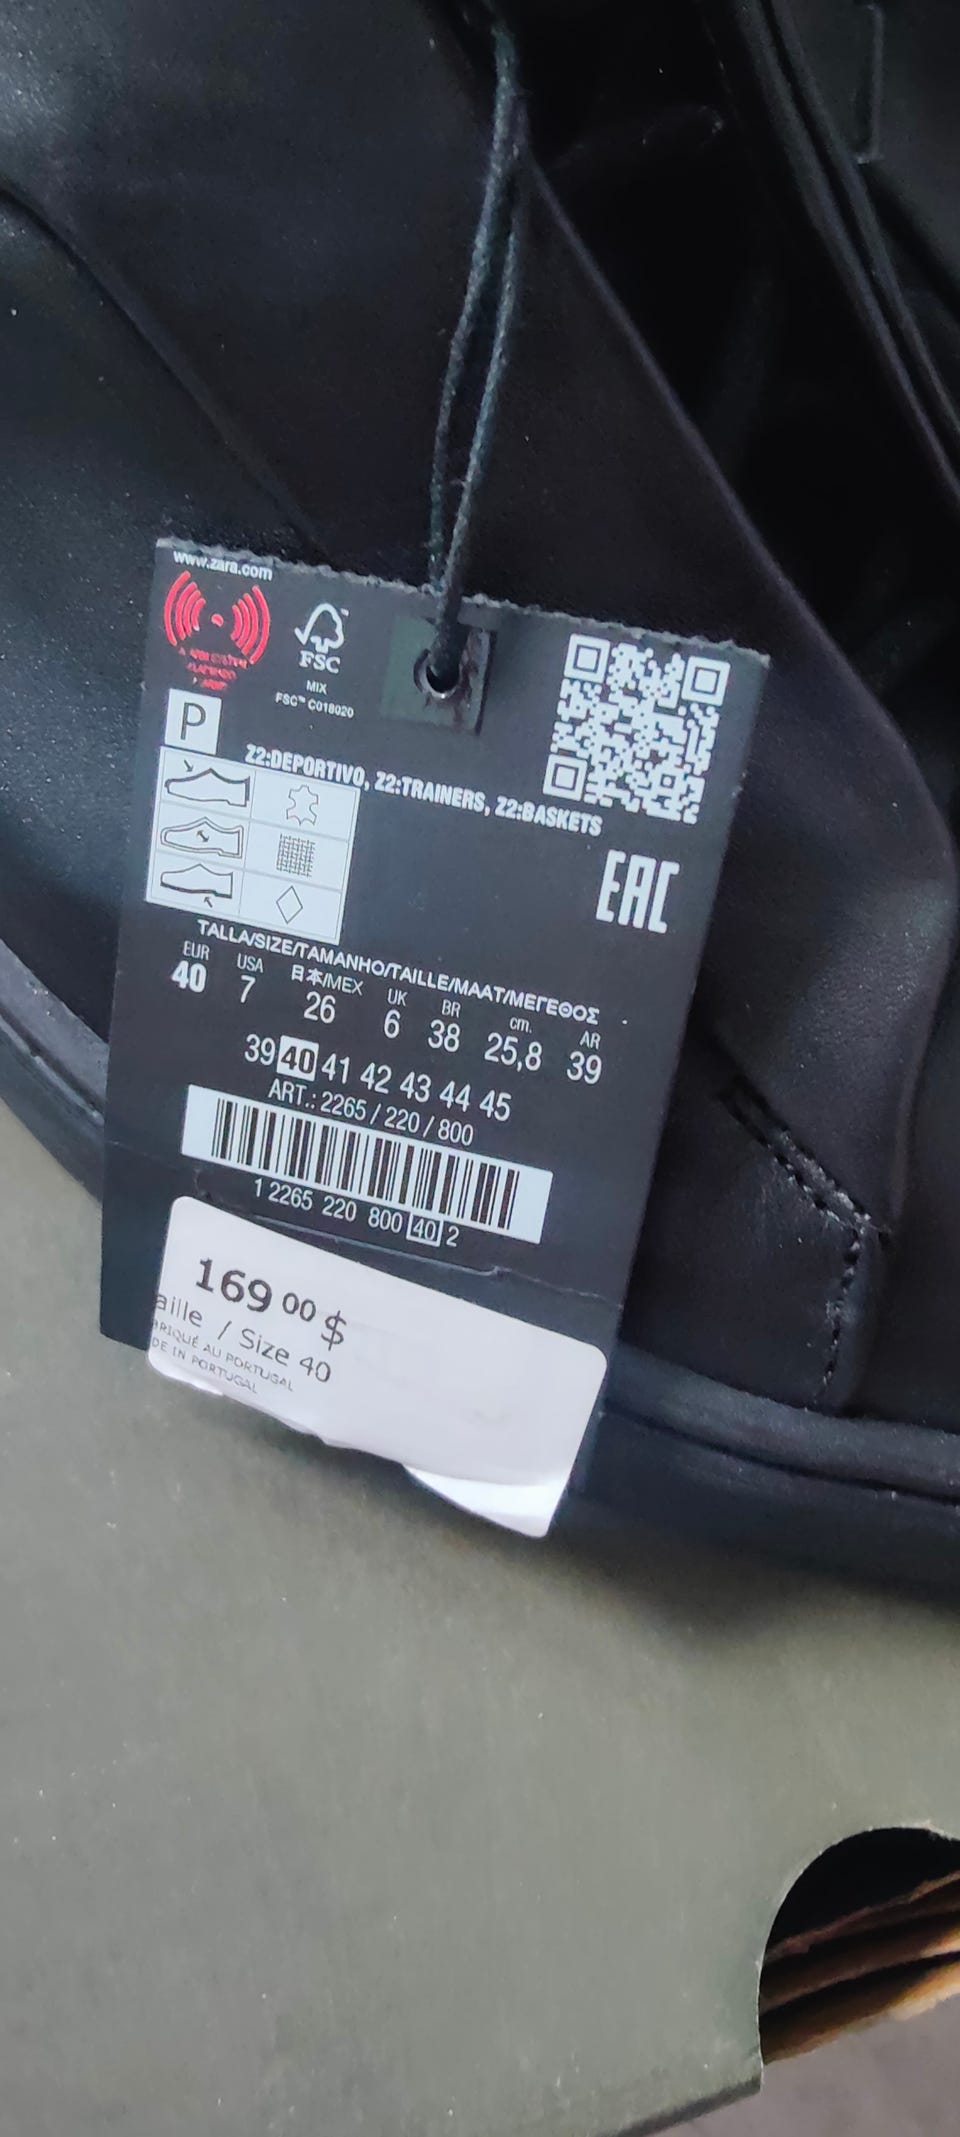 www.zara.com
FSC
MIX
FSC™ C018020
P
Z2:DEPORTIVO, Z2:TRAINERS, Z2:BASKETS
EAC
TALLA/SIZE/TAMANHO/TAILLE/MAAT/ΜΕΓΕΘΟΣ
EUR USA 日本/MEX UK BR cm. AR
40 7 26 6 38 25,8 39
39 40 41 42 43 44 45
ART.: 2265 / 220 / 800
1 2265 220 800 40 2
169 00 $
aille / Size 40
BRIQUÉ AU PORTUGAL
DE IN PORTUGAL